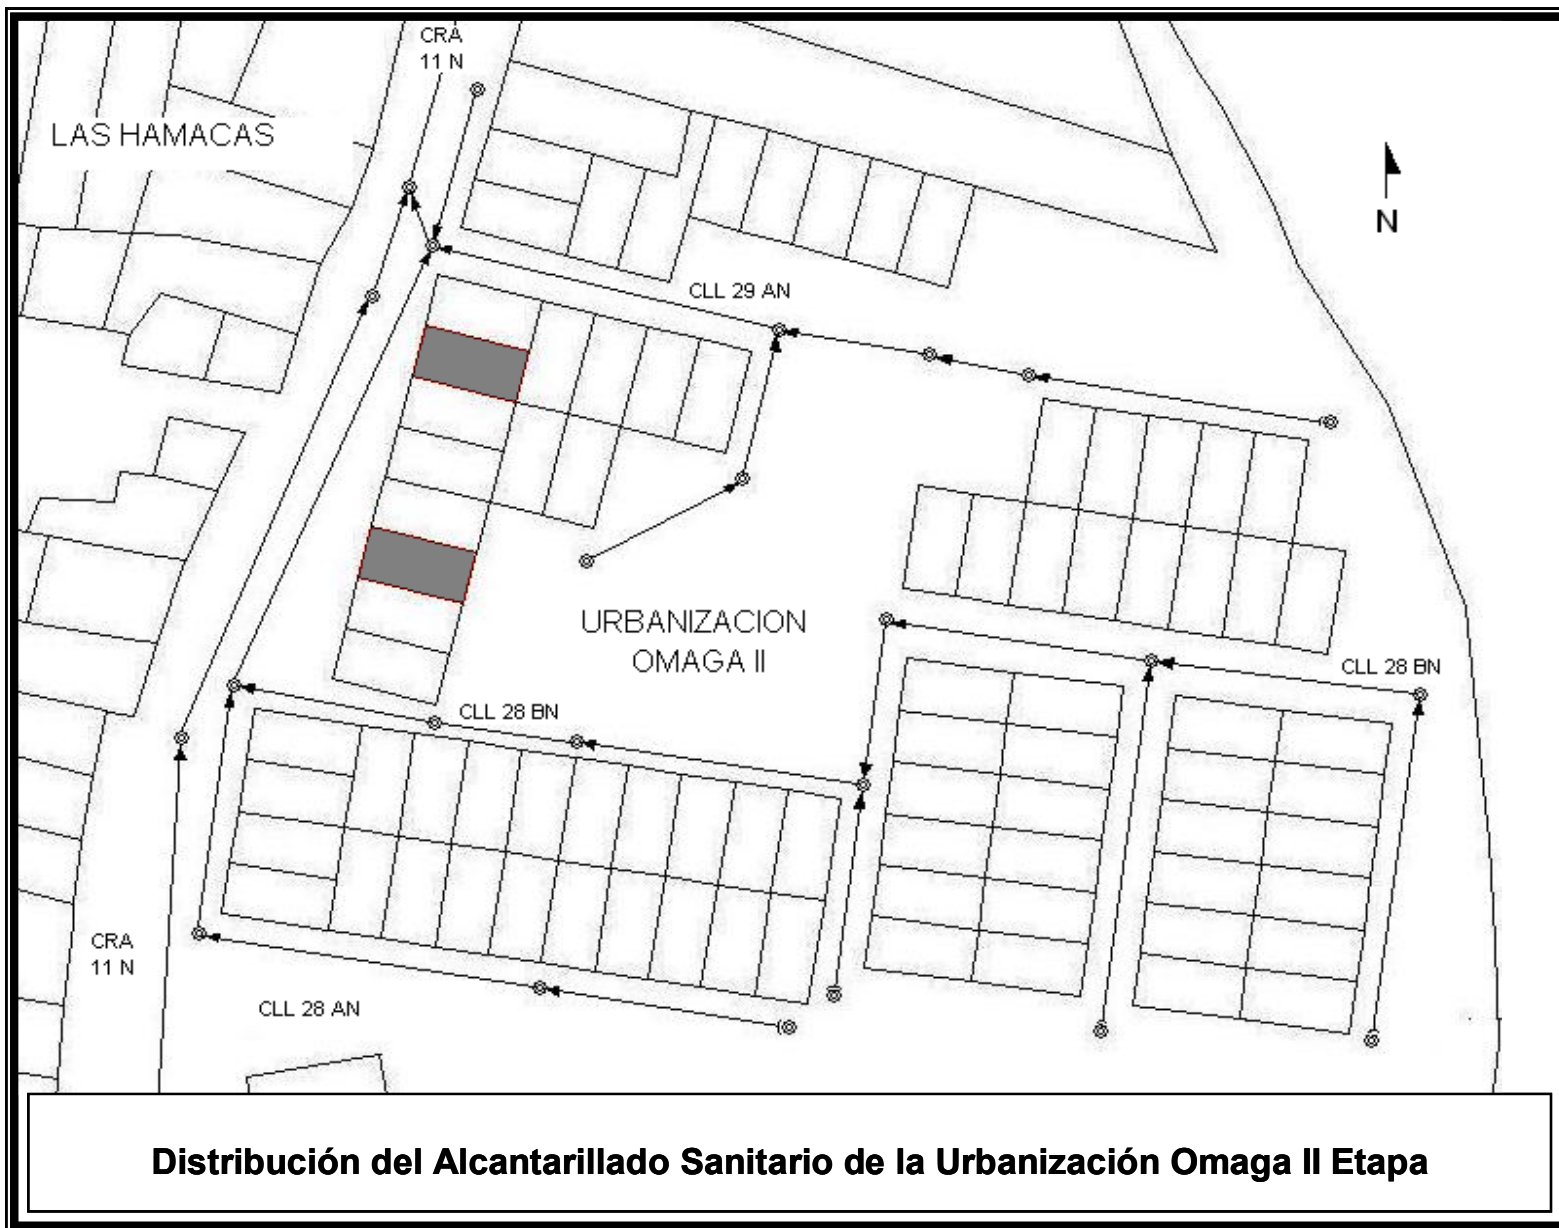 CRA
11 N
LAS HAMACAS
N
CLL 29 AN
URBANIZACION
OMAGA II
CLL 28 BN
CLL 28 BN
CRA
11 N
CLL 28 AN
Distribución del Alcantarillado Sanitario de la Urbanización Omaga II Etapa